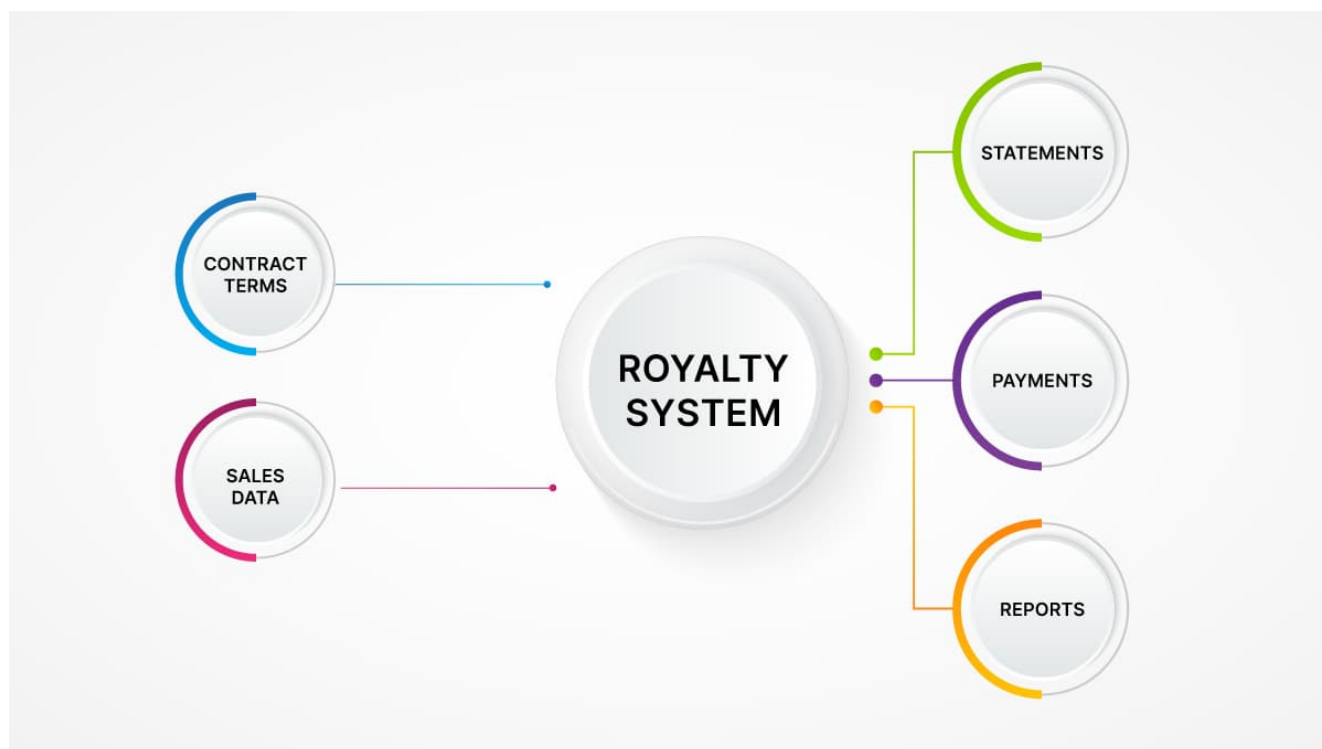 CONTRACT
TERMS
SALES
DATA
ROYALTY
SYSTEM
STATEMENTS
PAYMENTS
REPORTS